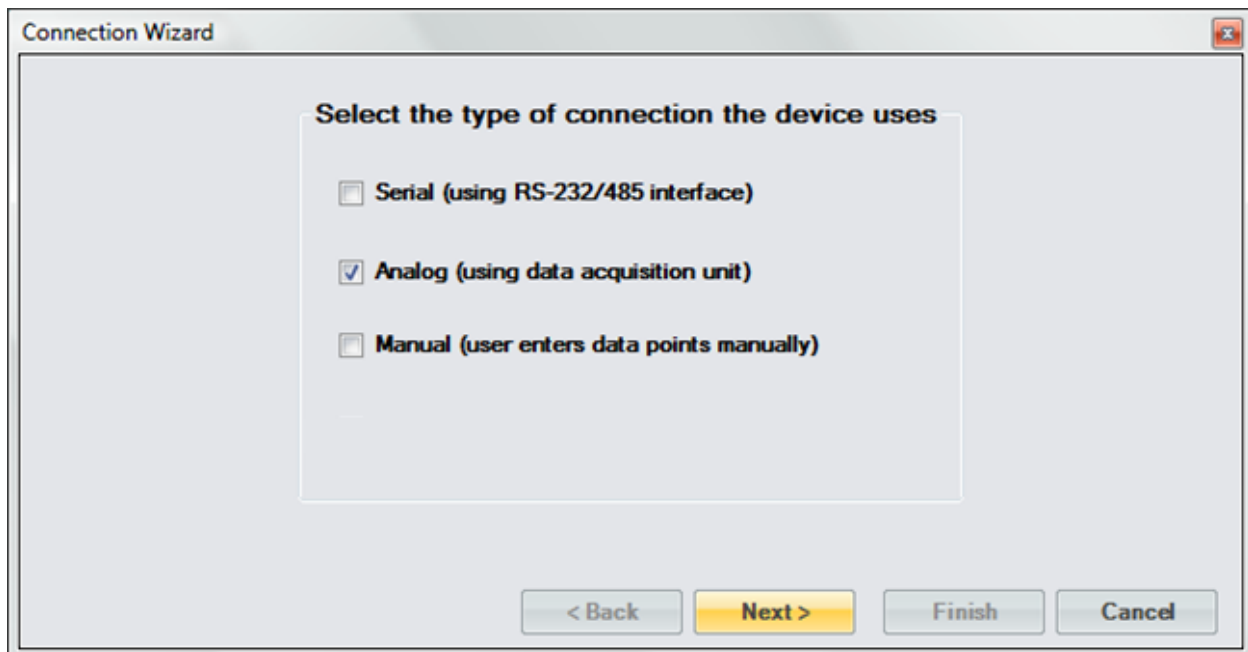 Connection Wizard
Select the type of connection the device uses
Serial (using RS-232/485 interface)
Analog (using data acquisition unit)
Manual (user enters data points manually)
< Back Next > Finish Cancel